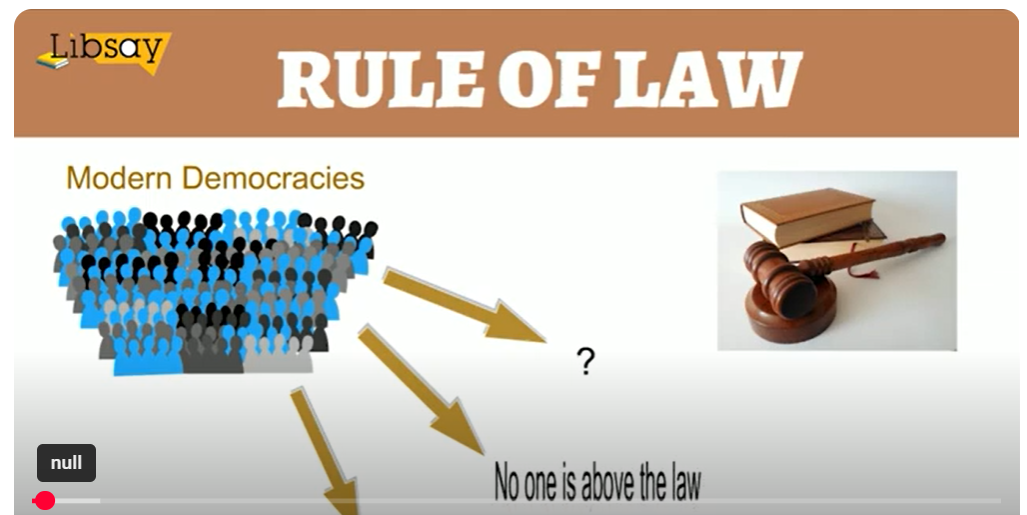 Libsay
RULE OF LAW
Modern Democracies
?
No one is above the law
null